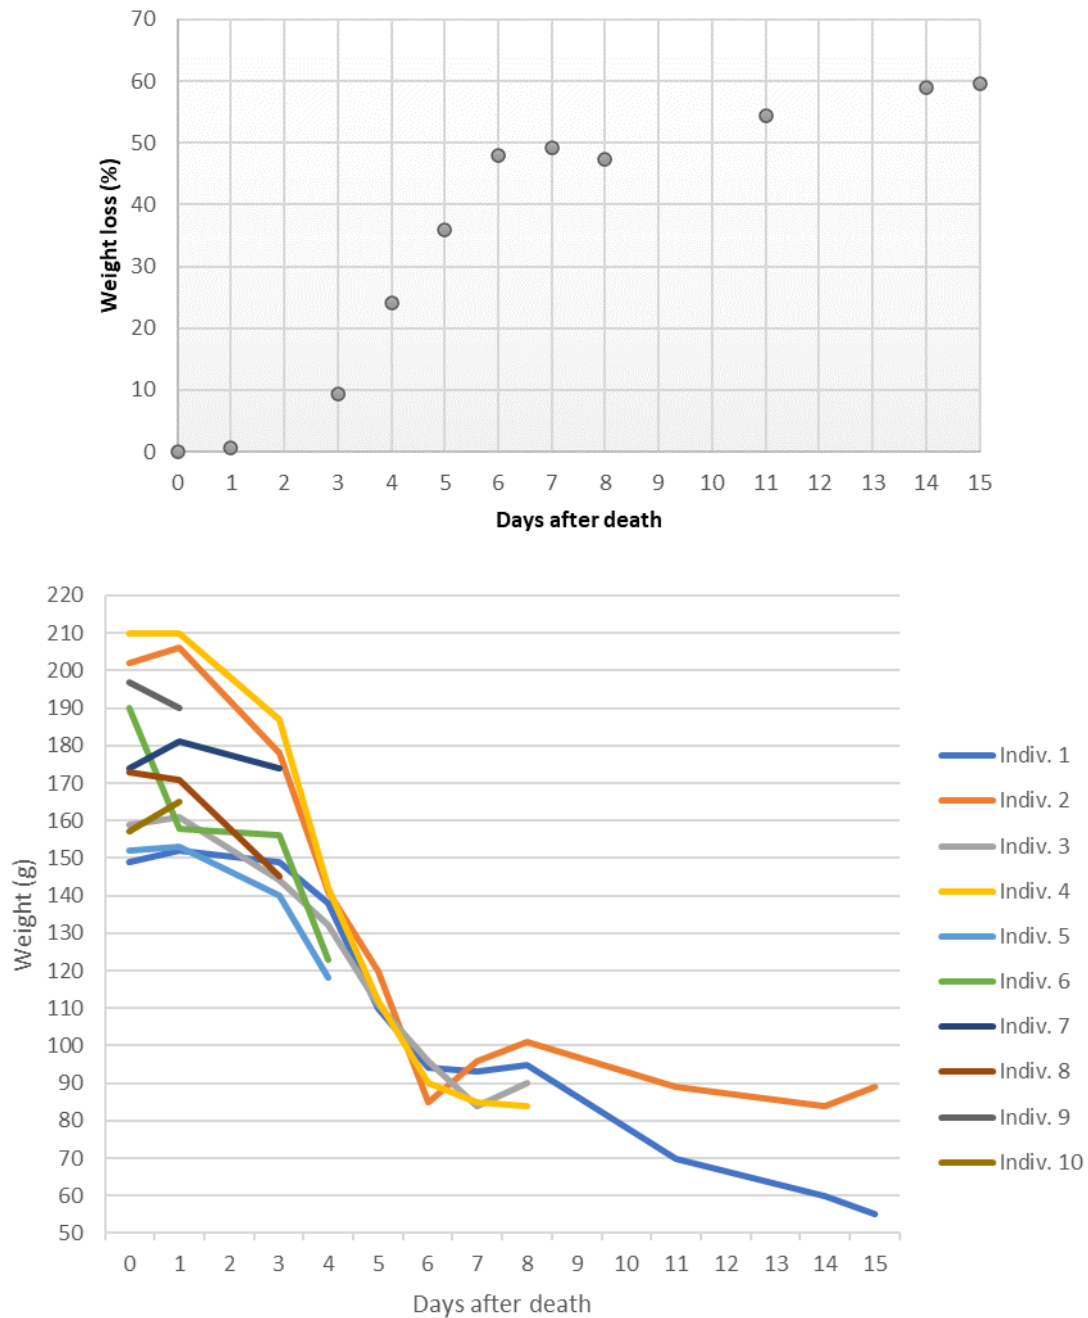 70
60
50
40
30
20
10
0
Weight loss (%)
0 1 2 3 4 5 6 7 8 9 10 11 12 13 14 15
Days after death
220
210
200
190
180
170
160
150
140
130
120
110
100
90
80
70
60
50
Weight (g)
0 1 2 3 4 5 6 7 8 9 10 11 12 13 14 15
Days after death
Indiv. 1
Indiv. 2
Indiv. 3
Indiv. 4
Indiv. 5
Indiv. 6
Indiv. 7
Indiv. 8
Indiv. 9
Indiv. 10